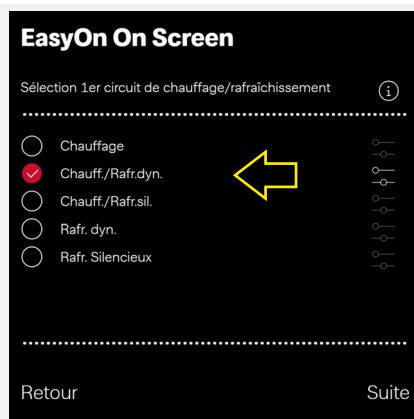 EasyOn On Screen
Sélection 1er circuit de chauffage/rafraîchissement
Chauffage
Chauff./Rafr.dyn.
Chauff./Rafr.sil.
Rafr. dyn.
Rafr. Silencieux
Retour
Suite